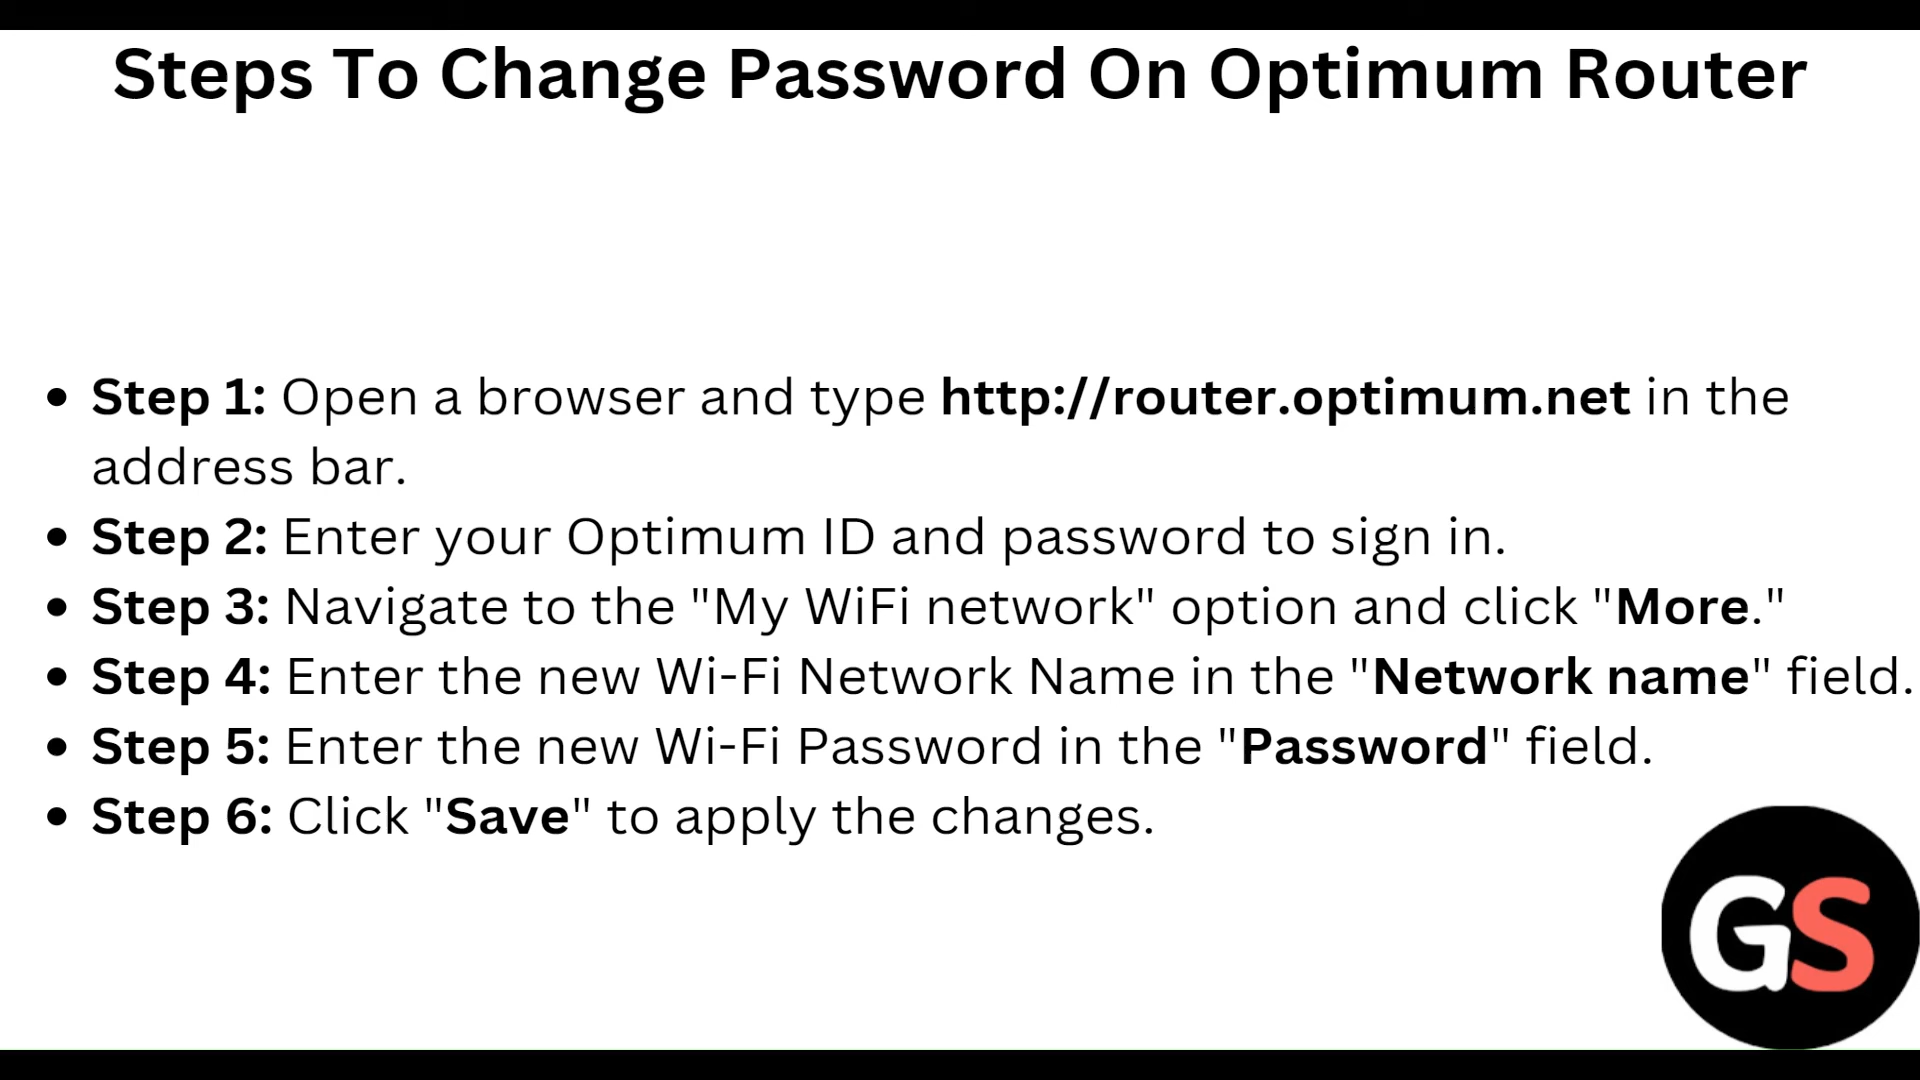 Steps To Change Password On Optimum Router
• Step 1: Open a browser and type http://router.optimum.net in the
address bar.
• Step 2: Enter your Optimum ID and password to sign in.
• Step 3: Navigate to the "My WiFi network" option and click "More."
• Step 4: Enter the new Wi-Fi Network Name in the "Network name" field.
• Step 5: Enter the new Wi-Fi Password in the "Password" field.
• Step 6: Click "Save" to apply the changes.
GS